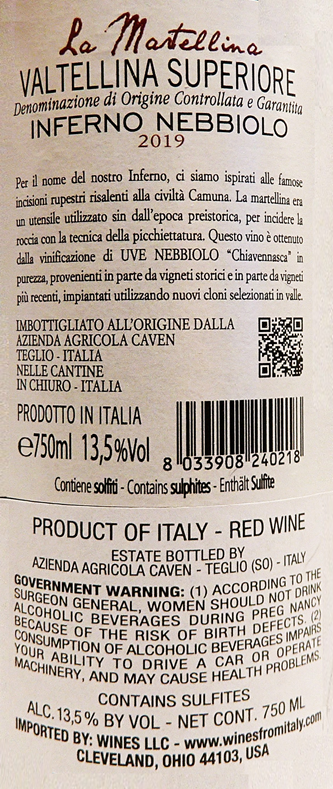 La Martellina
VALTELLINA SUPERIORE
Denominazione di Origine Controllata e Garantita
INFERNO NEBBIOLO
2019
Per il nome del nostro Inferno, ci siamo ispirati alle famose
incisioni rupestri risalenti alla civiltà Camuna. La martellina era
un utensile utilizzato sin dall'epoca preistorica, per incidere la
roccia con la tecnica della picchiettatura. Questo vino è ottenuto
dalla vinificazione di UVE NEBBIOLO "Chiavennasca" in
purezza, provenienti in parte da vigneti storici e in parte da vigneti
più recenti, impiantati utilizzando nuovi cloni selezionati in valle.
IMBOTTIGLIATO ALL'ORIGINE DALLA
AZIENDA AGRICOLA CAVEN
TEGLIO - ITALIA
NELLE CANTINE
IN CHIURO - ITALIA
PRODOTTO IN ITALIA
℮750ml 13,5%Vol
8 033908 240218
Contiene solfiti - Contains sulphites - Enthält Sulfite
PRODUCT OF ITALY - RED WINE
ESTATE BOTTLED BY
AZIENDA AGRICOLA CAVEN - TEGLIO (SO) - ITALY
GOVERNMENT WARNING: (1) ACCORDING TO THE
SURGEON GENERAL, WOMEN SHOULD NOT DRINK
ALCOHOLIC BEVERAGES DURING PREG NANCY
BECAUSE OF THE RISK OF BIRTH DEFECTS. (2)
CONSUMPTION OF ALCOHOLIC BEVERAGES IMPAIRS
YOUR ABILITY TO DRIVE A CAR OR OPERATE
MACHINERY, AND MAY CAUSE HEALTH PROBLEMS.
CONTAINS SULFITES
ALC. 13,5% BY VOL - NET CONT. 750 ML
IMPORTED BY: WINES LLC - www.winesfromitaly.com
CLEVELAND, OHIO 44103, USA